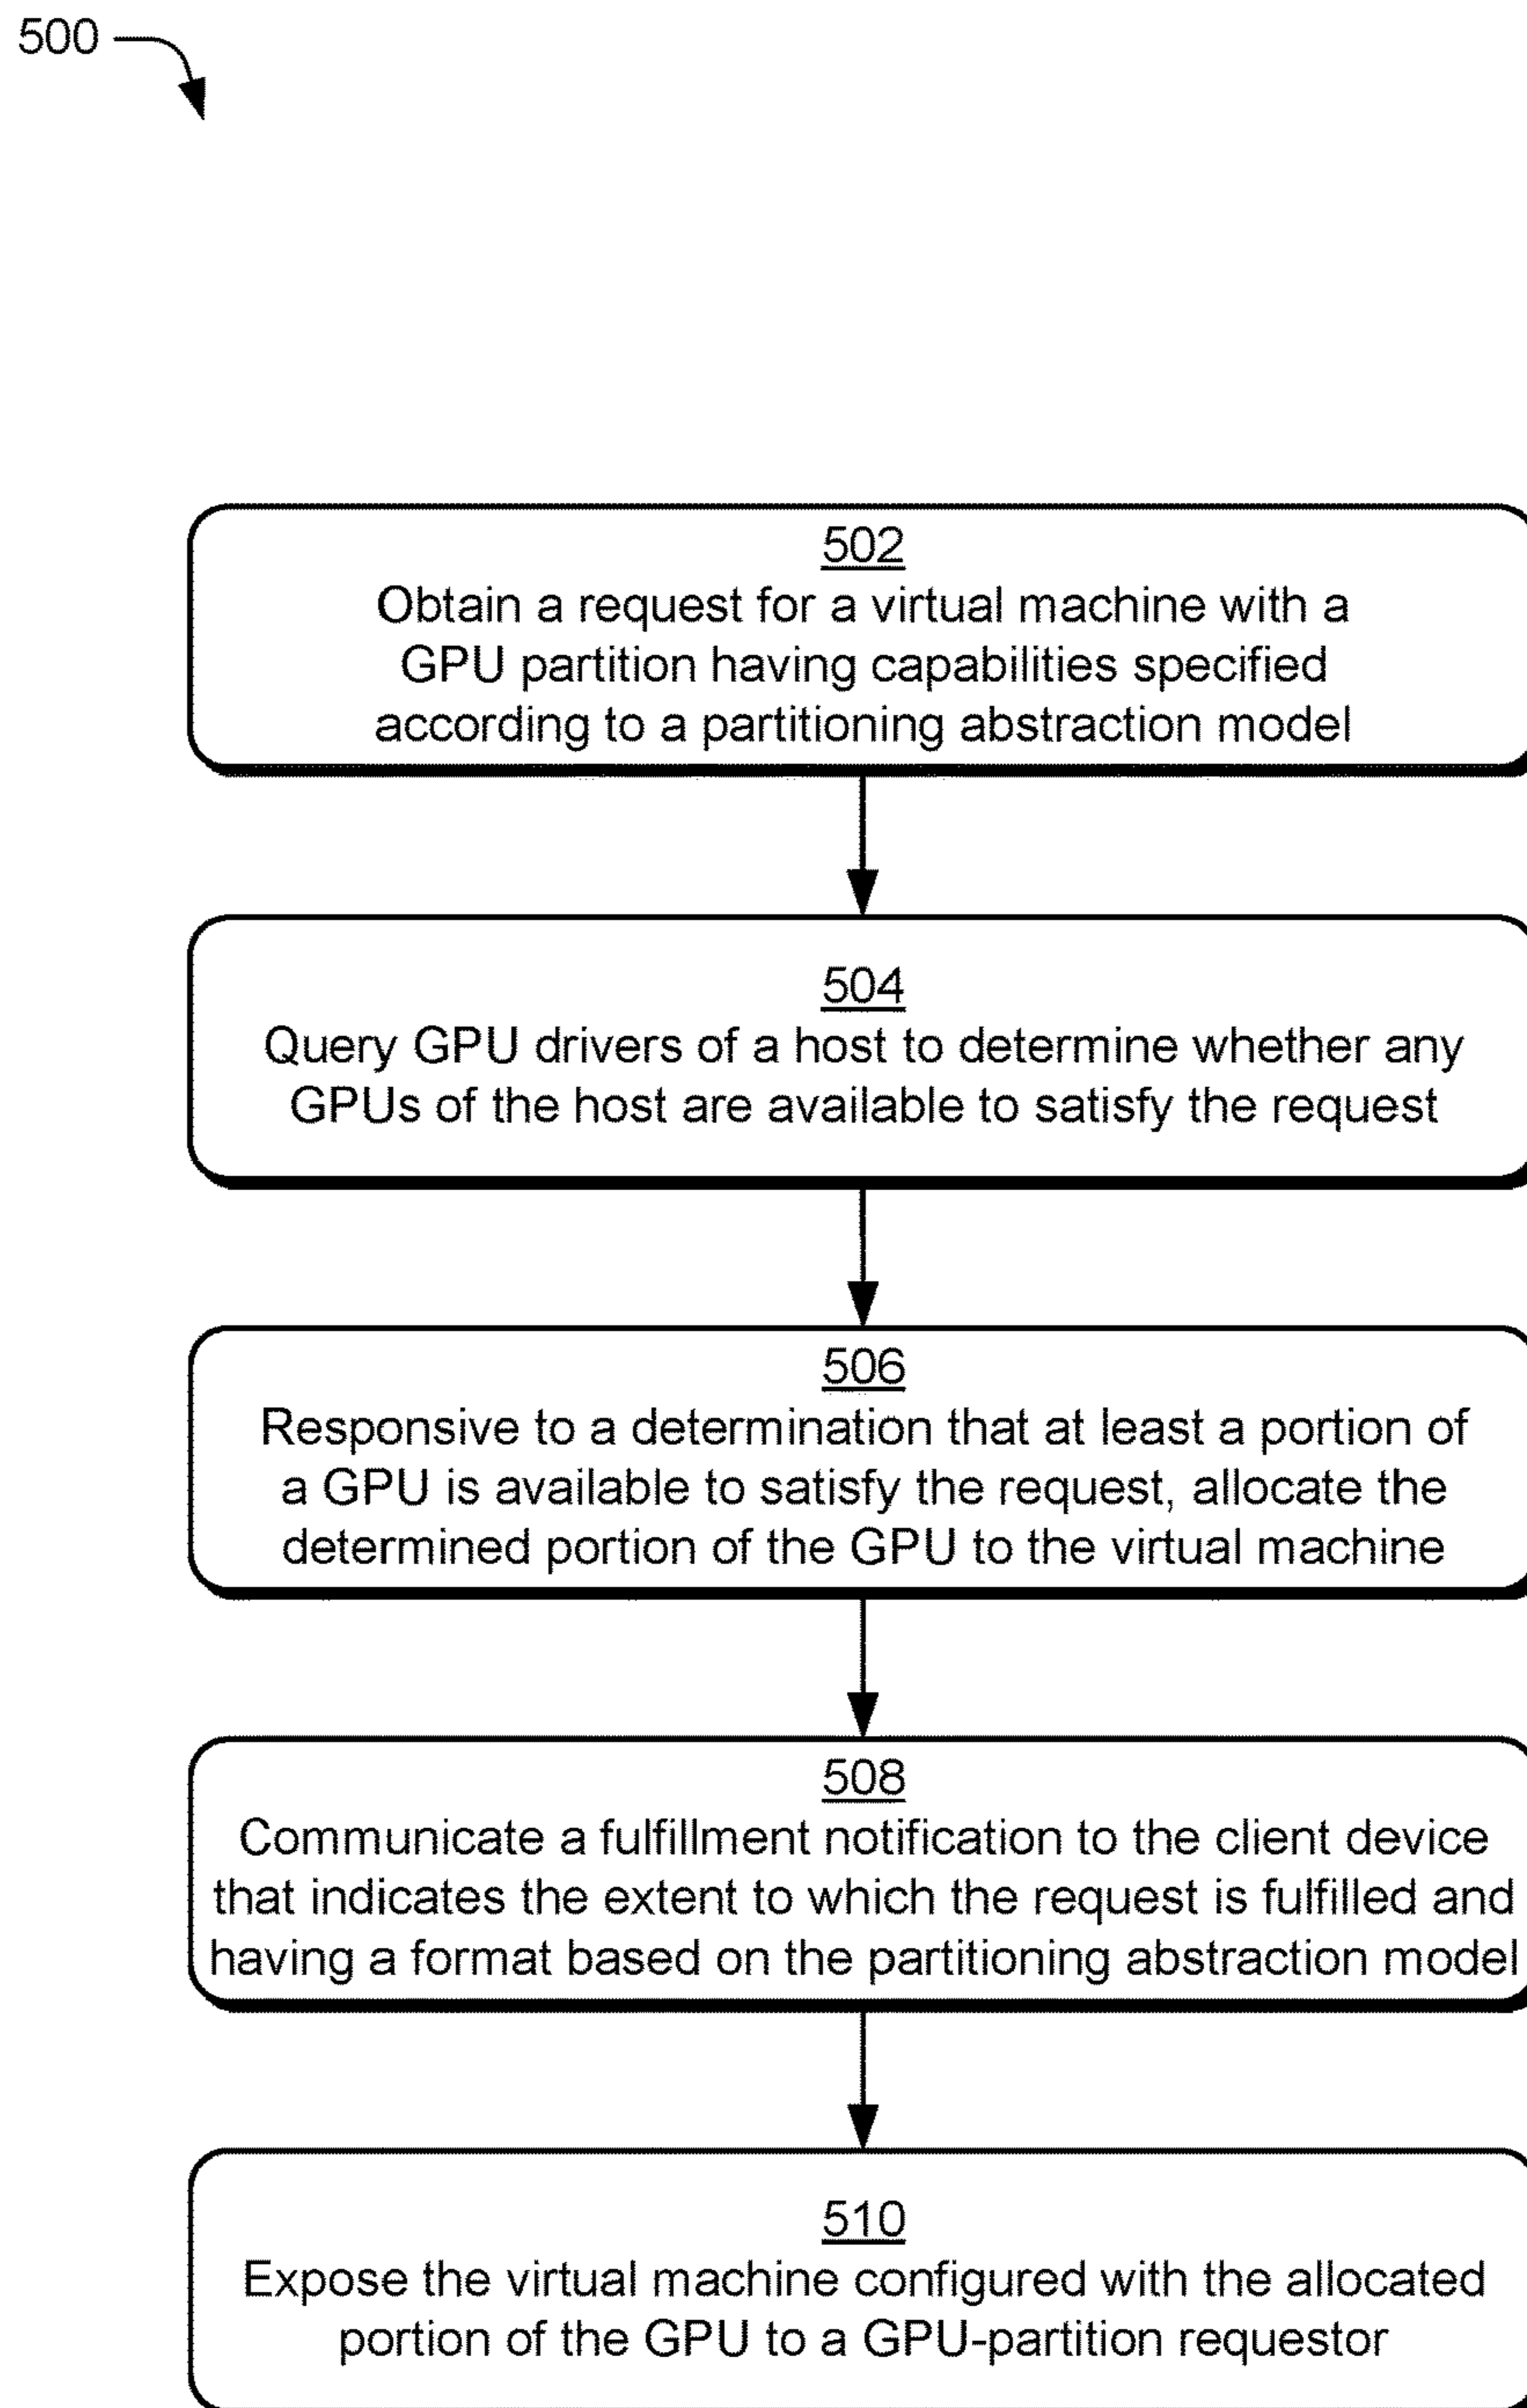 500
502
Obtain a request for a virtual machine with a
GPU partition having capabilities specified
according to a partitioning abstraction model
504
Query GPU drivers of a host to determine whether any
GPUs of the host are available to satisfy the request
506
Responsive to a determination that at least a portion of
a GPU is available to satisfy the request, allocate the
determined portion of the GPU to the virtual machine
508
Communicate a fulfillment notification to the client device
that indicates the extent to which the request is fulfilled and
having a format based on the partitioning abstraction model
510
Expose the virtual machine configured with the allocated
portion of the GPU to a GPU-partition requestor